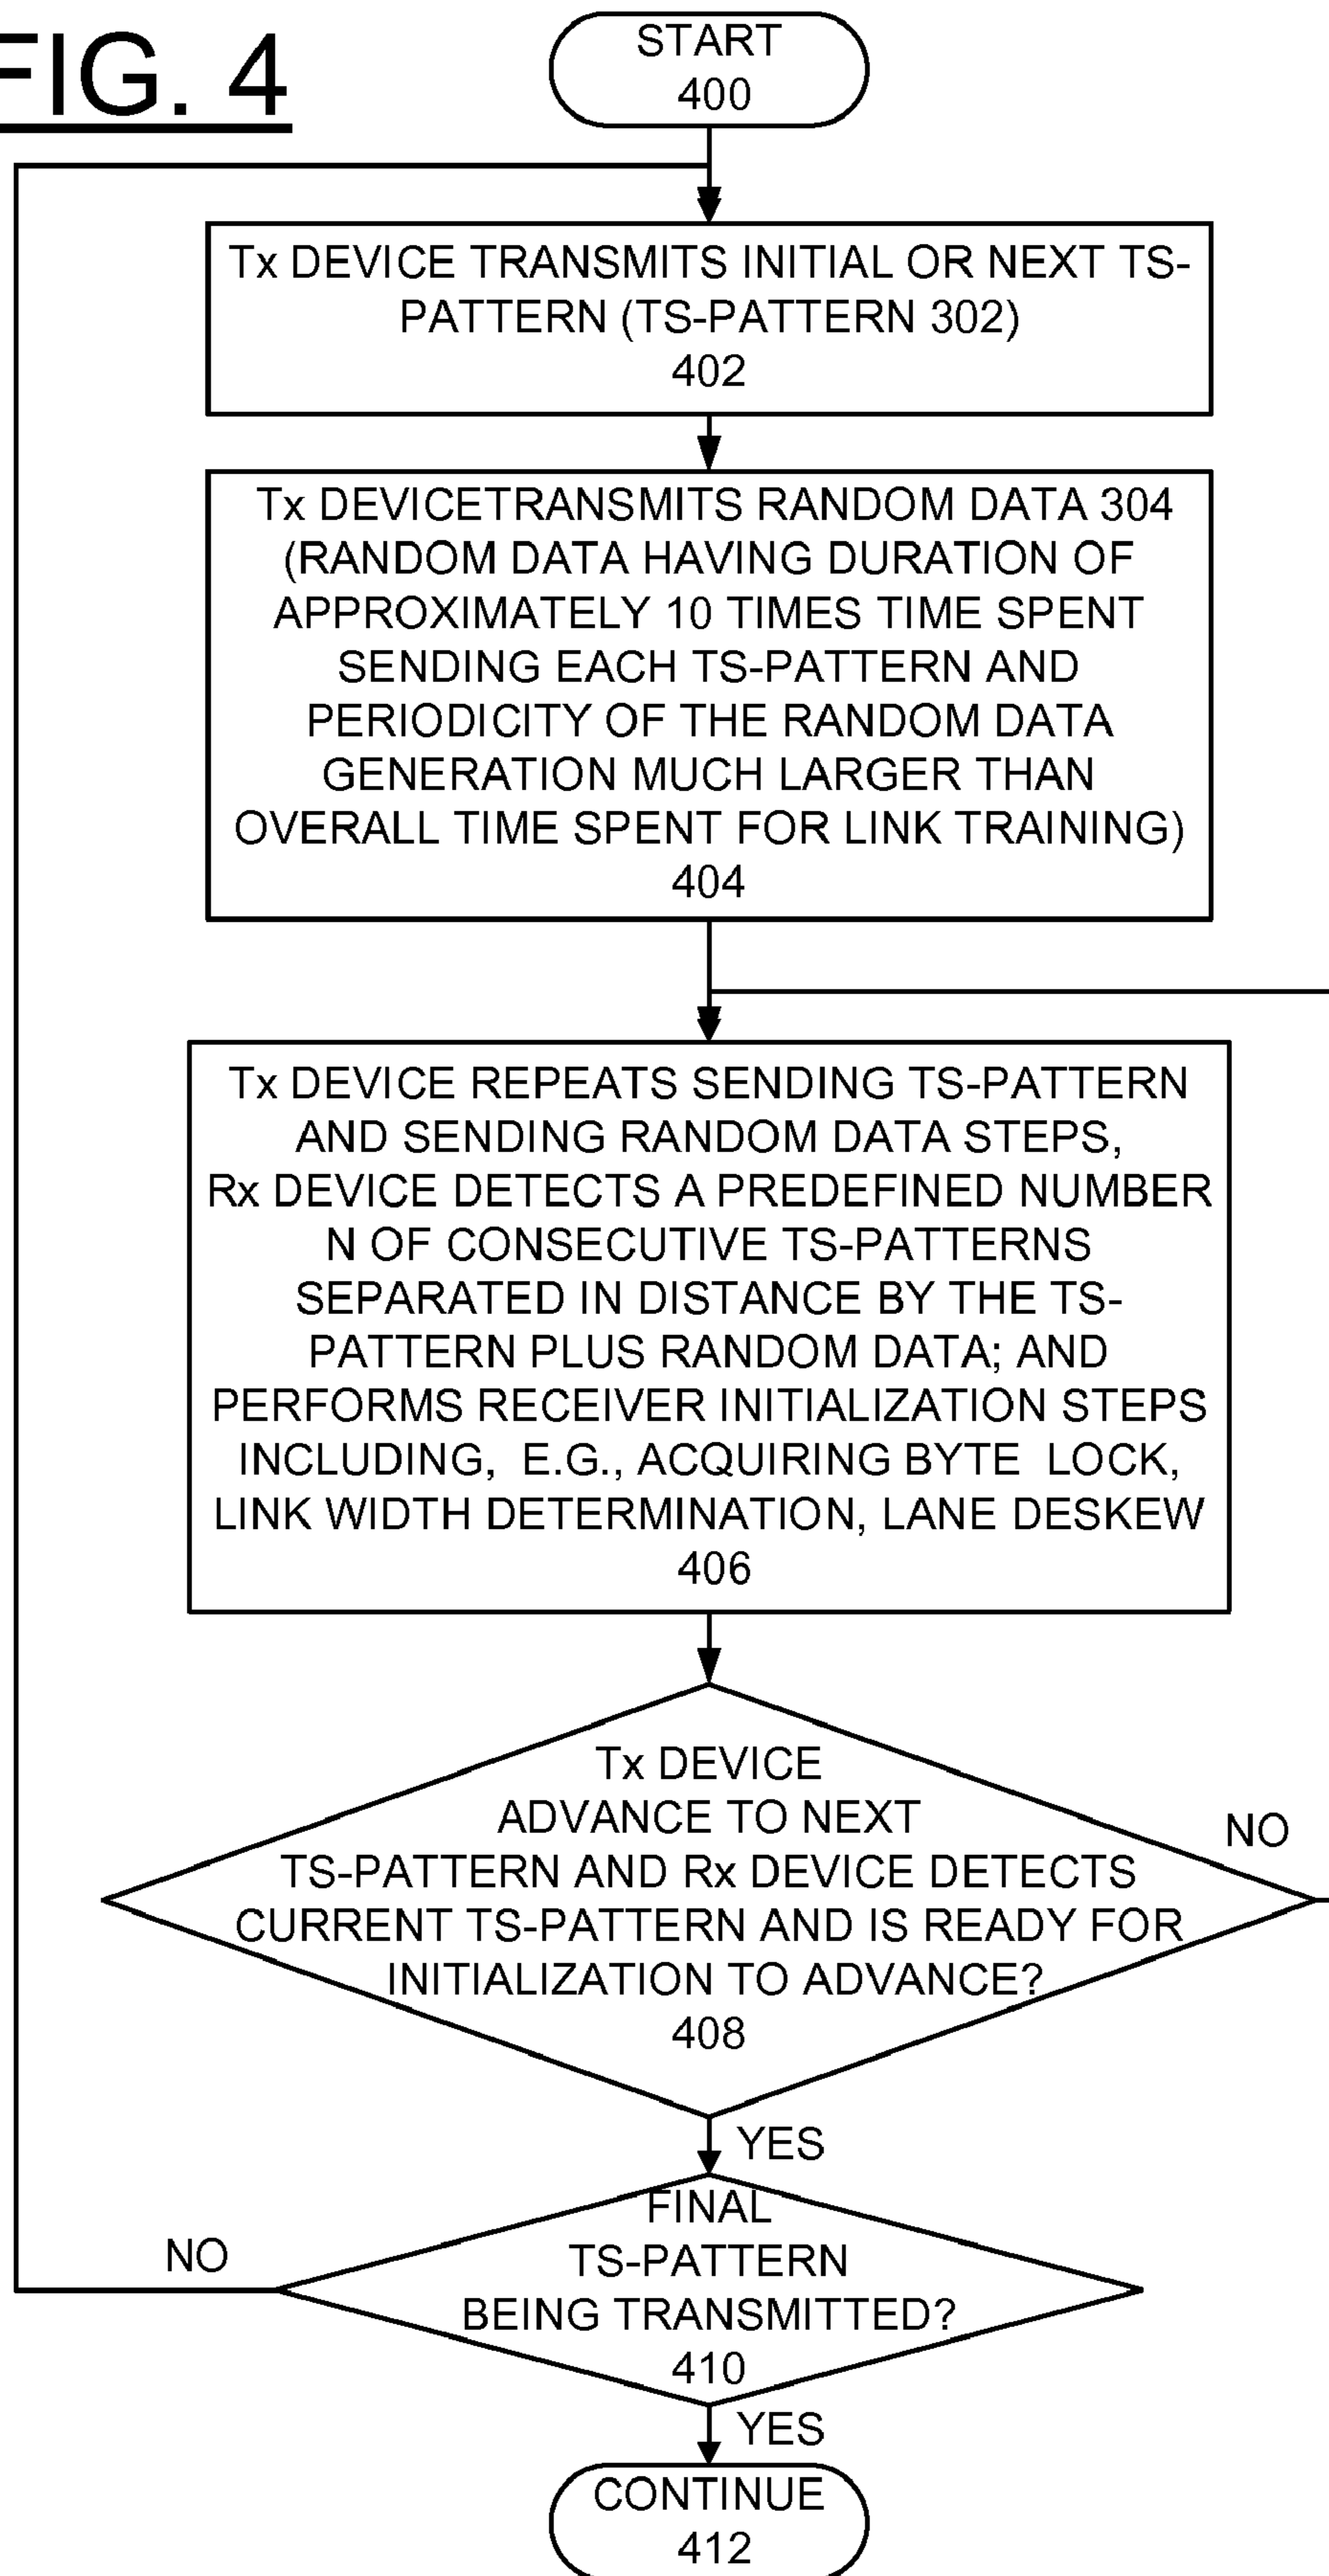 FIG. 4
START
400
Tx DEVICE TRANSMITS INITIAL OR NEXT TS-
PATTERN (TS-PATTERN 302)
402
Tx DEVICETRANSMITS RANDOM DATA 304
(RANDOM DATA HAVING DURATION OF
APPROXIMATELY 10 TIMES TIME SPENT
SENDING EACH TS-PATTERN AND
PERIODICITY OF THE RANDOM DATA
GENERATION MUCH LARGER THAN
OVERALL TIME SPENT FOR LINK TRAINING)
404
Tx DEVICE REPEATS SENDING TS-PATTERN
AND SENDING RANDOM DATA STEPS,
Rx DEVICE DETECTS A PREDEFINED NUMBER
N OF CONSECUTIVE TS-PATTERNS
SEPARATED IN DISTANCE BY THE TS-
PATTERN PLUS RANDOM DATA; AND
PERFORMS RECEIVER INITIALIZATION STEPS
INCLUDING, E.G., ACQUIRING BYTE LOCK,
LINK WIDTH DETERMINATION, LANE DESKEW
406
Tx DEVICE
ADVANCE TO NEXT
TS-PATTERN AND Rx DEVICE DETECTS
CURRENT TS-PATTERN AND IS READY FOR
INITIALIZATION TO ADVANCE?
408
NO
YES
FINAL
TS-PATTERN
BEING TRANSMITTED?
410
NO
YES
CONTINUE
412